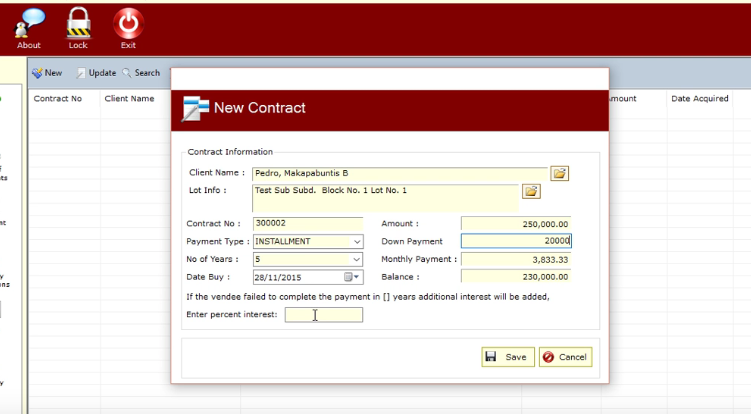 About Lock Exit
New Update Search
Contract No Client Name Date Acquired
New Contract
Contract Information
Client Name : Pedro, Makapabuntis B
Lot Info : Test Sub Subd. Block No. 1 Lot No. 1
Contract No : 300002 Amount : 250,000.00
Payment Type : INSTALLMENT Down Payment 20000
No of Years : 5 Monthly Payment : 3,833.33
Date Buy : 28/11/2015 Balance : 230,000.00
If the vendee failed to complete the payment in [] years additional interest will be added,
Enter percent interest:
Save Cancel